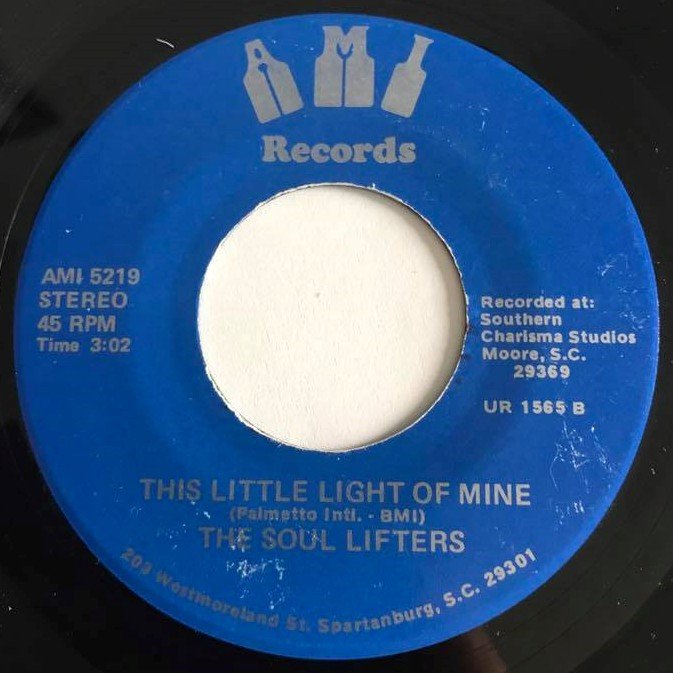 AMI
Records
AMI 5219
STEREO
45 RPM
Time 3:02
Recorded at:
Southern
Charisma Studios
Moore, S.C.
29369
UR 1565 B
THIS LITTLE LIGHT OF MINE
(Palmetto Intl. - BMI)
THE SOUL LIFTERS
203 Westmoreland St. Spartanburg, S.C. 29301